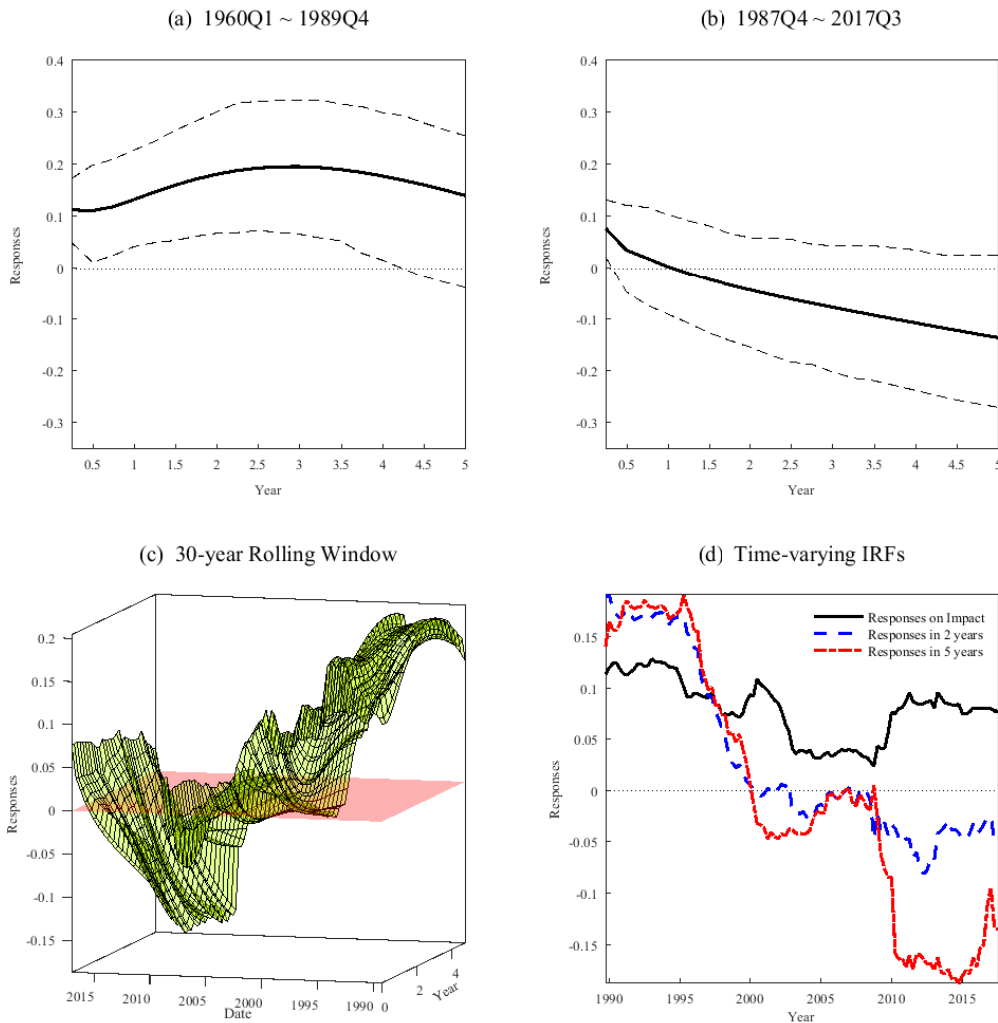 (a) 1960Q1 ~ 1989Q4
0.4
0.3
0.2
0.1
0
-0.1
-0.2
-0.3
Responses
0.5 1 1.5 2 2.5 3 3.5 4 4.5 5
Year
(b) 1987Q4 ~ 2017Q3
0.4
0.3
0.2
0.1
0
-0.1
-0.2
-0.3
Responses
0.5 1 1.5 2 2.5 3 3.5 4 4.5 5
Year
(c) 30-year Rolling Window
0.2
0.15
0.1
0.05
0
-0.05
-0.1
-0.15
Responses
2015 2010 2005 2000 1995 1990
Date
0 2 4
Year
(d) Time-varying IRFs
Responses on Impact
Responses in 2 years
Responses in 5 years
0.15
0.1
0.05
0
-0.05
-0.1
-0.15
Responses
1990 1995 2000 2005 2010 2015
Year